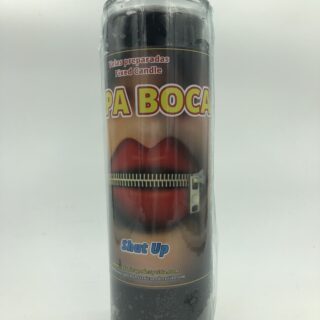 Velas preparadas
Fixed Candle
PA BOCA
Shut Up